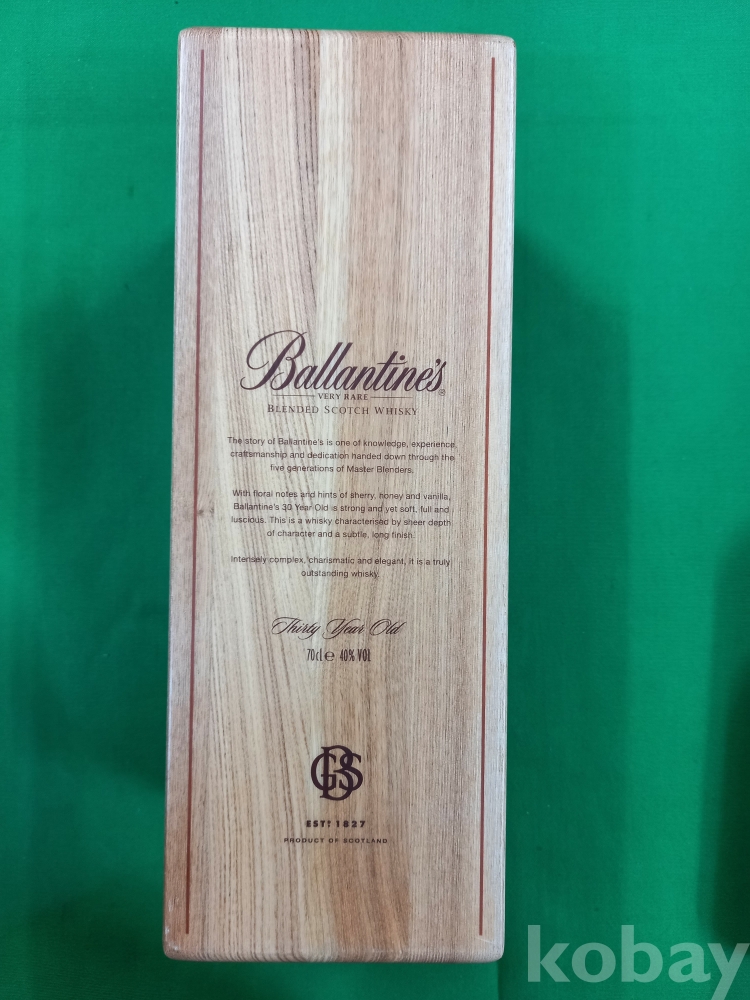 Ballantine's®
VERY RARE
BLENDED SCOTCH WHISKY
The story of Ballantine's is one of knowledge, experience,
craftsmanship and dedication handed down through the
five generations of Master Blenders.
With floral notes and hints of sherry, honey and vanilla,
Ballantine's 30 Year Old is strong and yet soft, full and
luscious. This is a whisky characterised by sheer depth
of character and a subtle, long finish.
Intensely complex, charismatic and elegant, it is a truly
outstanding whisky.
Thirty Year Old
70cl ℮ 40% VOL
GBS
ESTD 1827
PRODUCT OF SCOTLAND
kobay